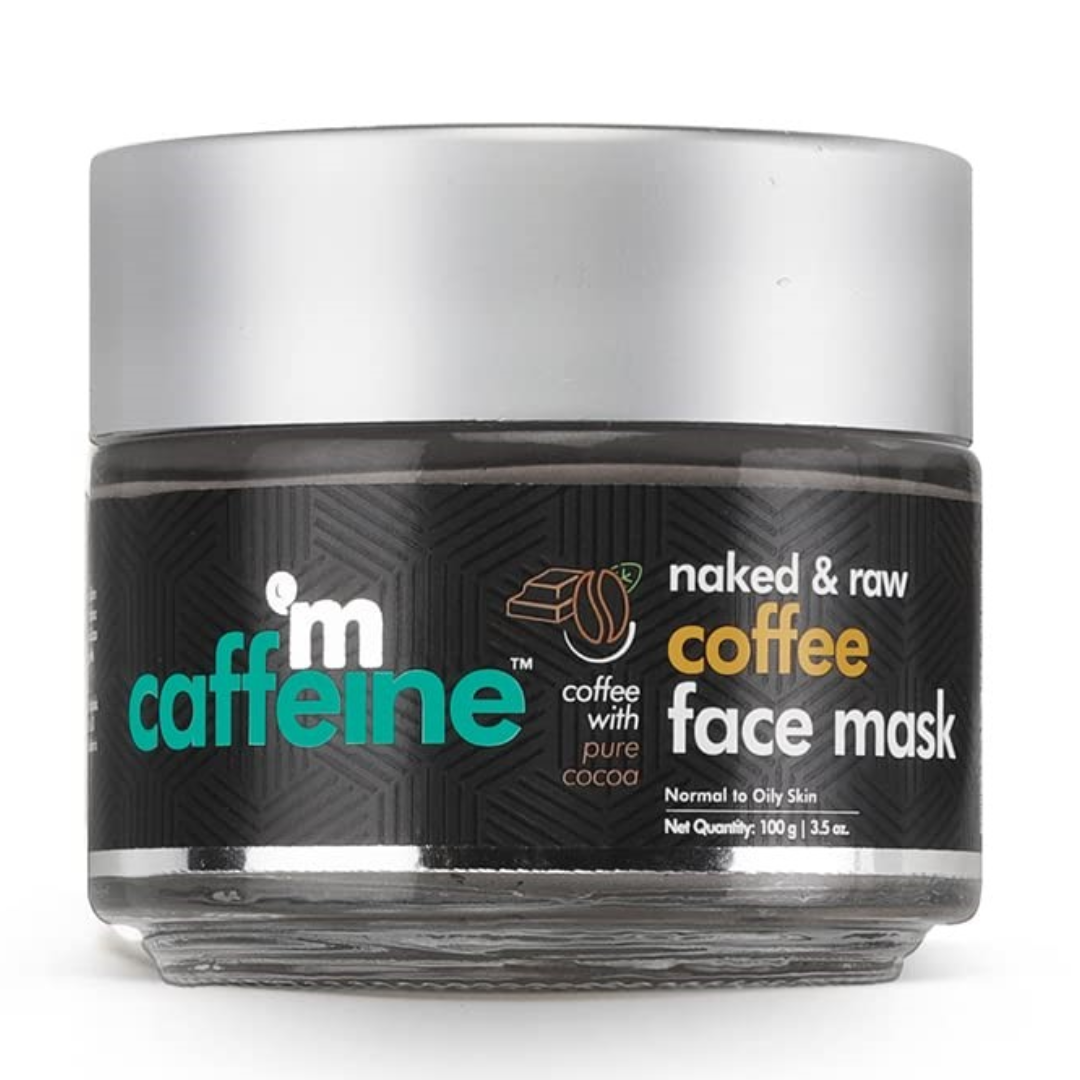 'm
caffeine™
coffee
with
pure
cocoa
naked & raw
coffee
face mask
Normal to Oily Skin
Net Quantity: 100 g | 3.5 oz.